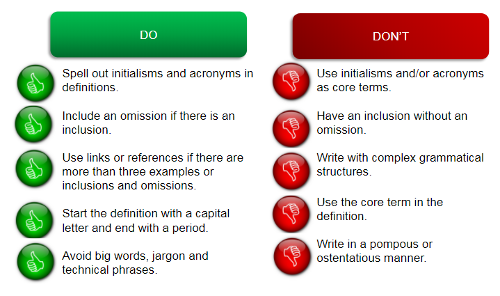 DO
Spell out initialisms and acronyms in
definitions.
Include an omission if there is an
inclusion.
Use links or references if there are
more than three examples or
inclusions and omissions.
Start the definition with a capital
letter and end with a period.
Avoid big words, jargon and
technical phrases.
DON'T
Use initialisms and/or acronyms
as core terms.
Have an inclusion without an
omission.
Write with complex grammatical
structures.
Use the core term in the
definition.
Write in a pompous or
ostentatious manner.